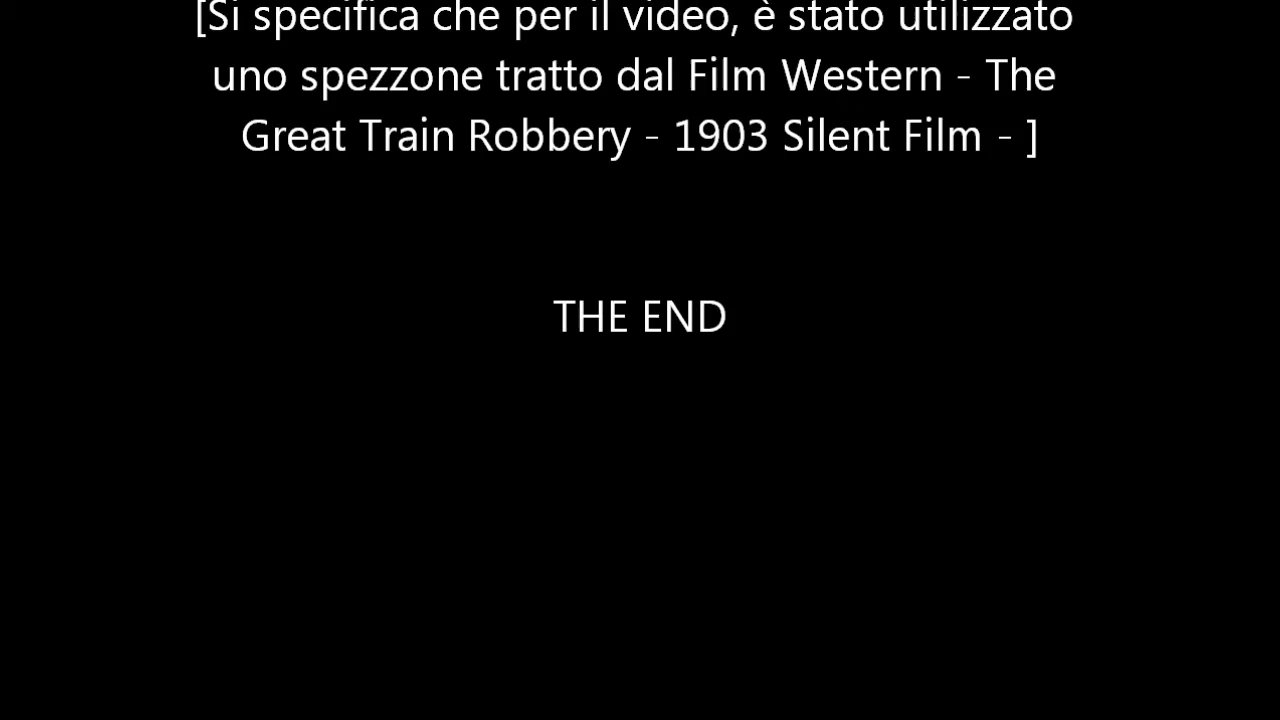 [Si specifica che per il video, è stato utilizzato
uno spezzone tratto dal Film Western - The
Great Train Robbery - 1903 Silent Film - ]
THE END